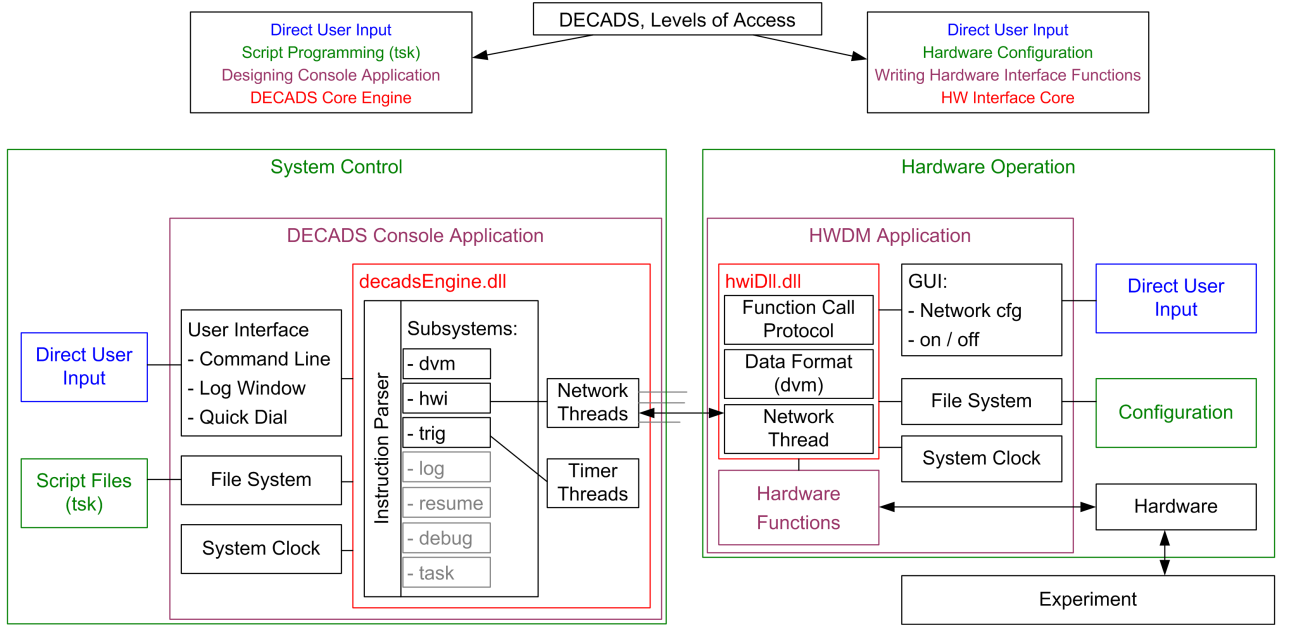 DECADS, Levels of Access
Direct User Input
Script Programming (tsk)
Designing Console Application
DECADS Core Engine
Direct User Input
Hardware Configuration
Writing Hardware Interface Functions
HW Interface Core
System Control
DECADS Console Application
decadsEngine.dll
Direct User
Input
Script Files
(tsk)
User Interface
- Command Line
- Log Window
- Quick Dial
File System
System Clock
Instruction Parser
Subsystems:
- dvm
- hwi
- trig
- log
- resume
- debug
- task
Network
Threads
Timer
Threads
Hardware Operation
HWDM Application
hwiDll.dll
Function Call
Protocol
Data Format
(dvm)
Network
Thread
Hardware
Functions
GUI:
- Network cfg
- on / off
File System
System Clock
Direct User
Input
Configuration
Hardware
Experiment